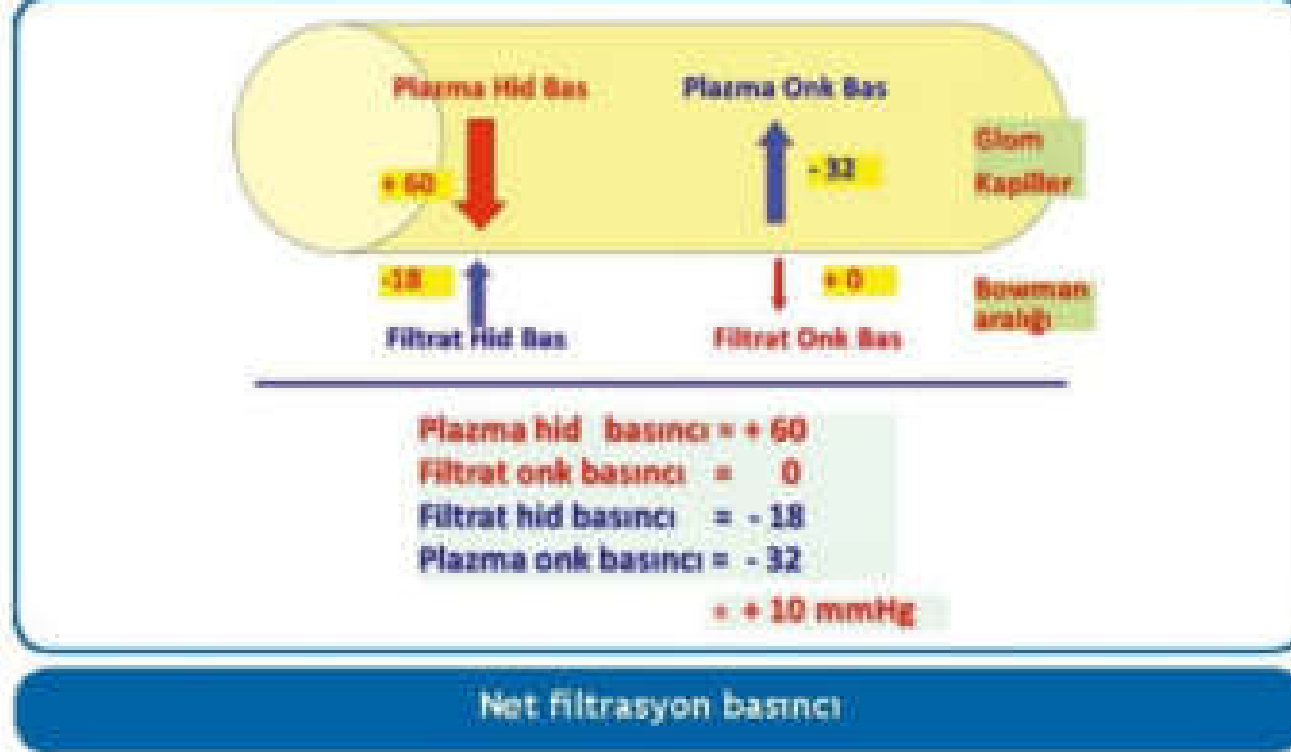 Plazma Hid Bas
Plazma Onk Bas
+ 60
- 32
Glom
Kapiller
-18
+ 0
Bowman
aralığı
Filtrat Hid Bas
Filtrat Onk Bas
Plazma hid basıncı = + 60
Filtrat onk basıncı = 0
Filtrat hid basıncı = - 18
Plazma onk basıncı = - 32
= + 10 mmHg
Net filtrasyon basıncı